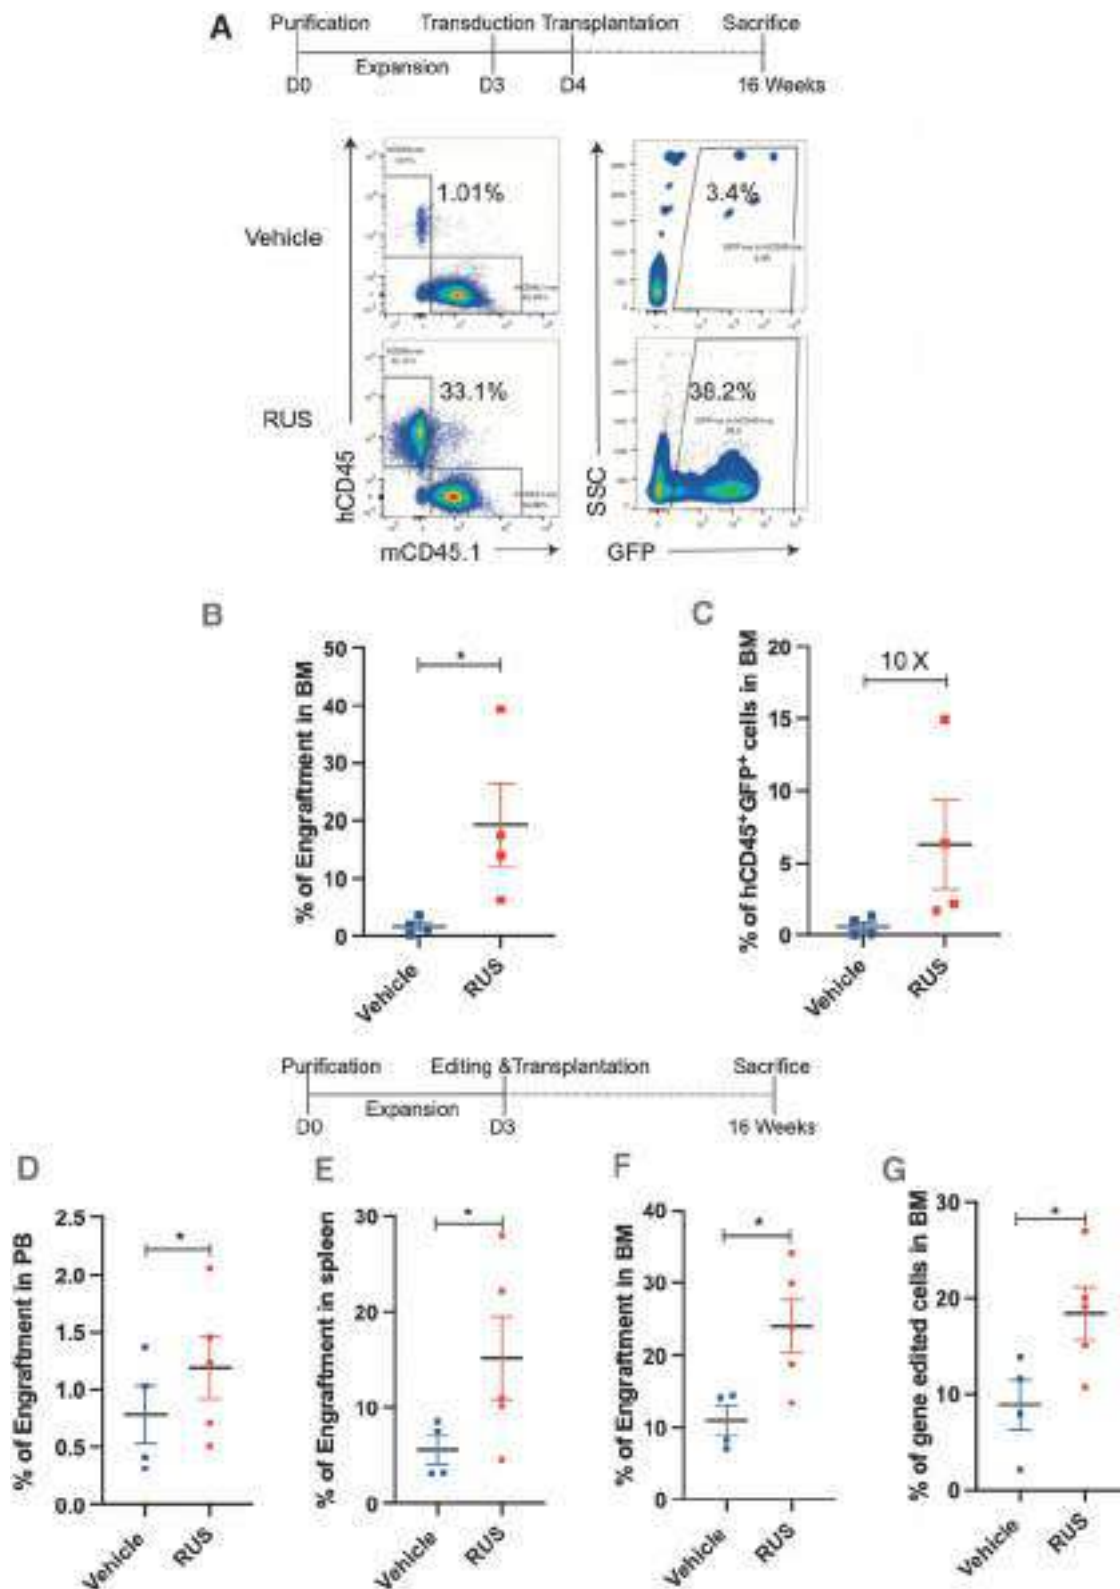 A
Purification Transduction Transplantation Sacrifice
Expansion
D0 D3 D4 16 Weeks
Vehicle
1.01%
3.4%
RUS
33.1%
38.2%
hCD45
SSC
mCD45.1
GFP
B
% of Engraftment in BM
50
40
30
20
10
0
*
Vehicle RUS
C
% of hCD45+GFP+ cells in BM
20
15
10
5
0
10 X
Vehicle RUS
Purification Editing &Transplantation Sacrifice
Expansion
D0 D3 16 Weeks
D
% of Engraftment in PB
2.5
2.0
1.5
1.0
0.5
0.0
*
Vehicle RUS
E
% of Engraftment in spleen
30
20
10
0
*
Vehicle RUS
F
% of Engraftment in BM
40
30
20
10
0
*
Vehicle RUS
G
% of gene edited cells in BM
30
20
10
0
*
Vehicle RUS